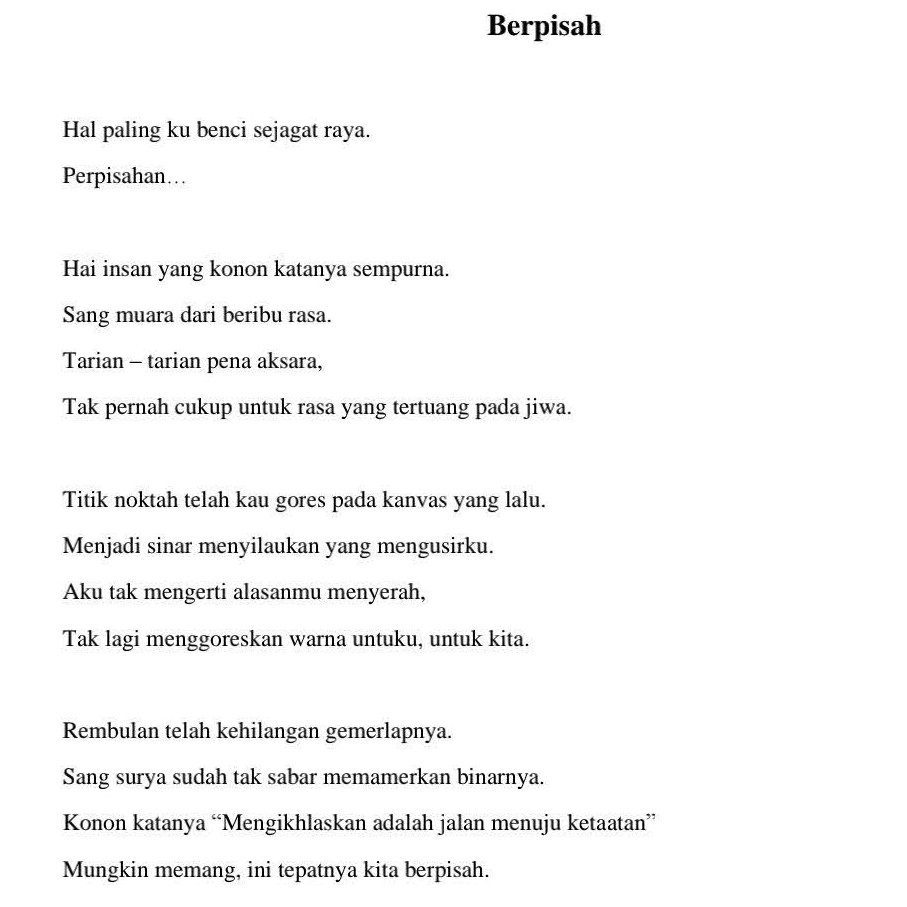 Berpisah
Hal paling ku benci sejagat raya.
Perpisahan…
Hai insan yang konon katanya sempurna.
Sang muara dari beribu rasa.
Tarian – tarian pena aksara,
Tak pernah cukup untuk rasa yang tertuang pada jiwa.
Titik noktah telah kau gores pada kanvas yang lalu.
Menjadi sinar menyilaukan yang mengusirku.
Aku tak mengerti alasanmu menyerah,
Tak lagi menggoreskan warna untuku, untuk kita.
Rembulan telah kehilangan gemerlapnya.
Sang surya sudah tak sabar memamerkan binarnya.
Konon katanya “Mengikhlaskan adalah jalan menuju ketaatan”
Mungkin memang, ini tepatnya kita berpisah.